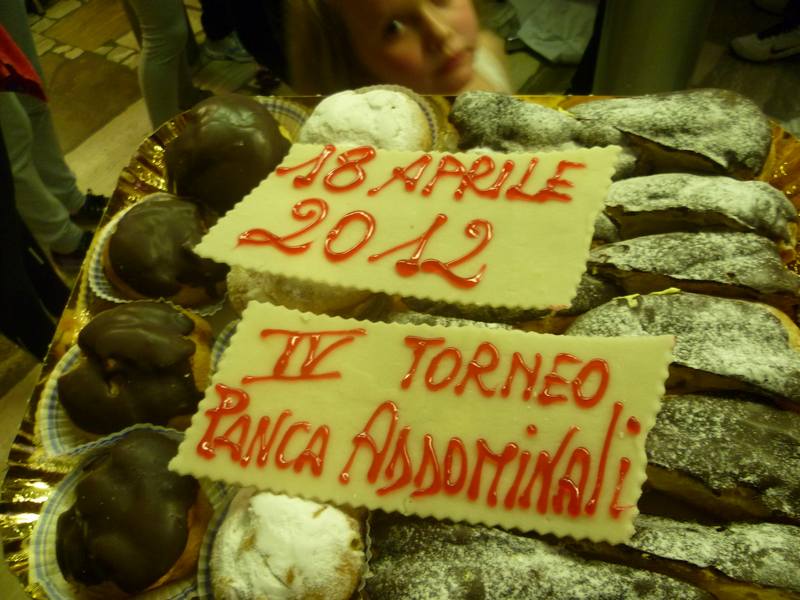 18 APRILE
2012
IV TORNEO
PANCA ADDOMiNALi